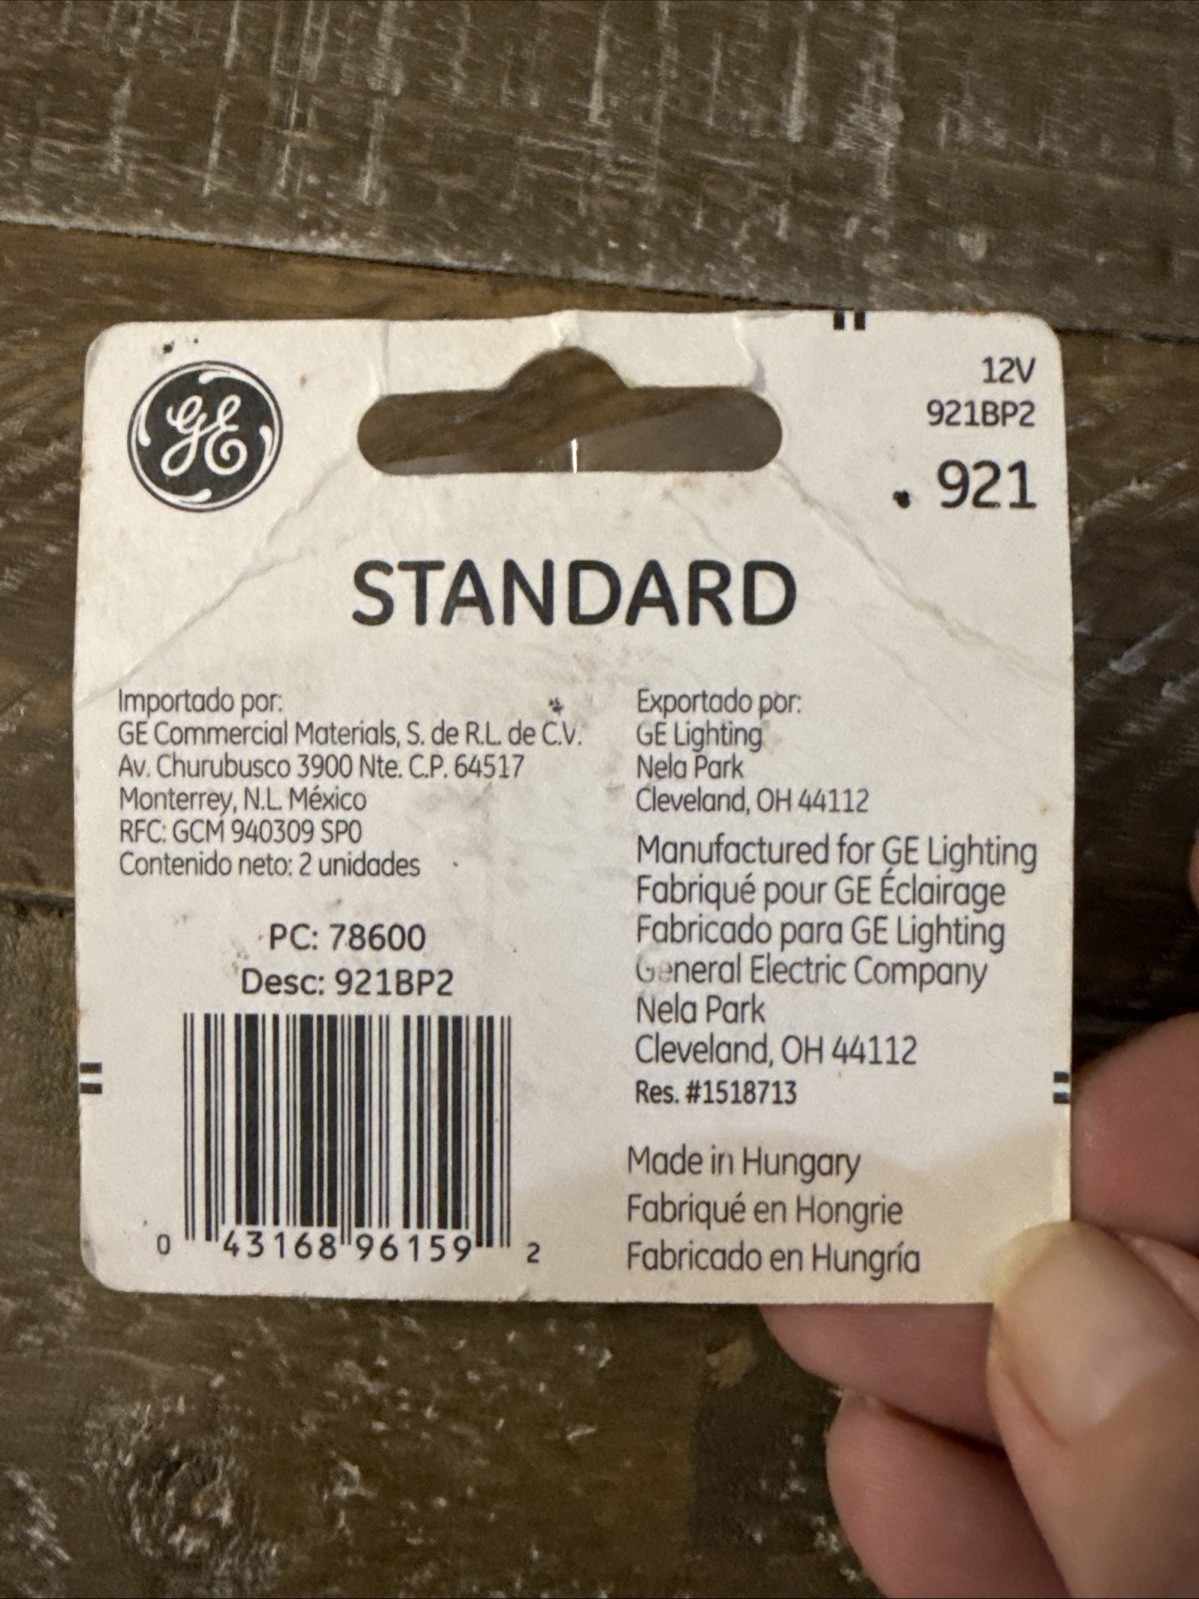 GE
12V
921BP2
921
STANDARD
Importado por:
GE Commercial Materials, S. de R.L. de C.V.
Av. Churubusco 3900 Nte. C.P. 64517
Monterrey, N.L. México
RFC: GCM 940309 SP0
Contenido neto: 2 unidades
PC: 78600
Desc: 921BP2
0 43168 96159 2
Exportado por:
GE Lighting
Nela Park
Cleveland, OH 44112
Manufactured for GE Lighting
Fabriqué pour GE Éclairage
Fabricado para GE Lighting
General Electric Company
Nela Park
Cleveland, OH 44112
Res. #1518713
Made in Hungary
Fabriqué en Hongrie
Fabricado en Hungría